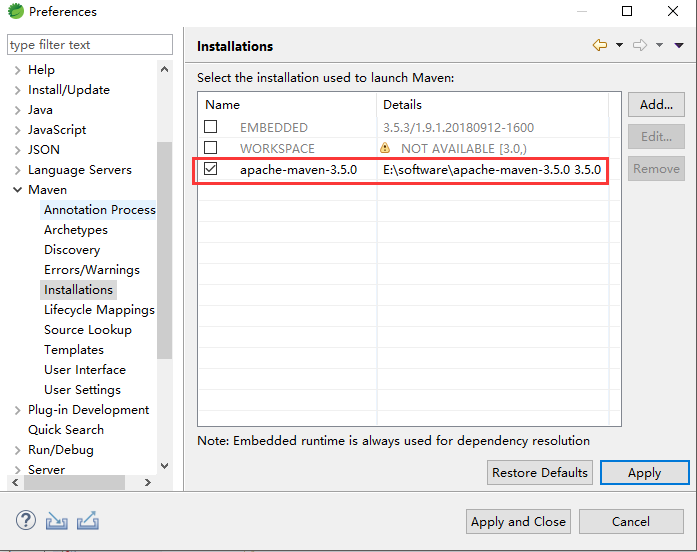 Preferences
type filter text
Help
Install/Update
Java
JavaScript
JSON
Language Servers
Maven
Annotation Process
Archetypes
Discovery
Errors/Warnings
Installations
Lifecycle Mappings
Source Lookup
Templates
User Interface
User Settings
Plug-in Development
Quick Search
Run/Debug
Server
Installations
Select the installation used to launch Maven:
Name Details
EMBEDDED 3.5.3/1.9.1.20180912-1600
WORKSPACE NOT AVAILABLE [3.0,)
apache-maven-3.5.0 E:\software\apache-maven-3.5.0 3.5.0
Add...
Edit...
Remove
Note: Embedded runtime is always used for dependency resolution
Restore Defaults Apply
Apply and Close Cancel